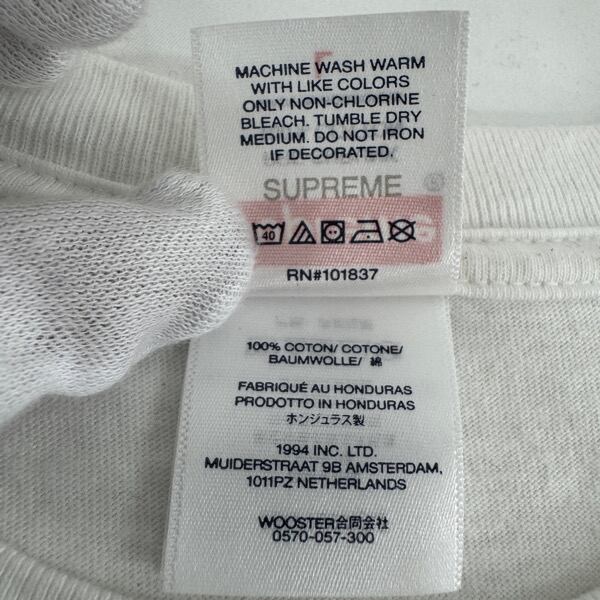 MACHINE WASH WARM
WITH LIKE COLORS
ONLY NON-CHLORINE
BLEACH. TUMBLE DRY
MEDIUM. DO NOT IRON
IF DECORATED.
SUPREME
40
RN#101837
100% COTON/ COTONE/
BAUMWOLLE/ 綿
FABRIQUÉ AU HONDURAS
PRODOTTO IN HONDURAS
ホンジュラス製
1994 INC. LTD.
MUIDERSTRAAT 9B AMSTERDAM,
1011PZ NETHERLANDS
WOOSTER合同会社
0570-057-300